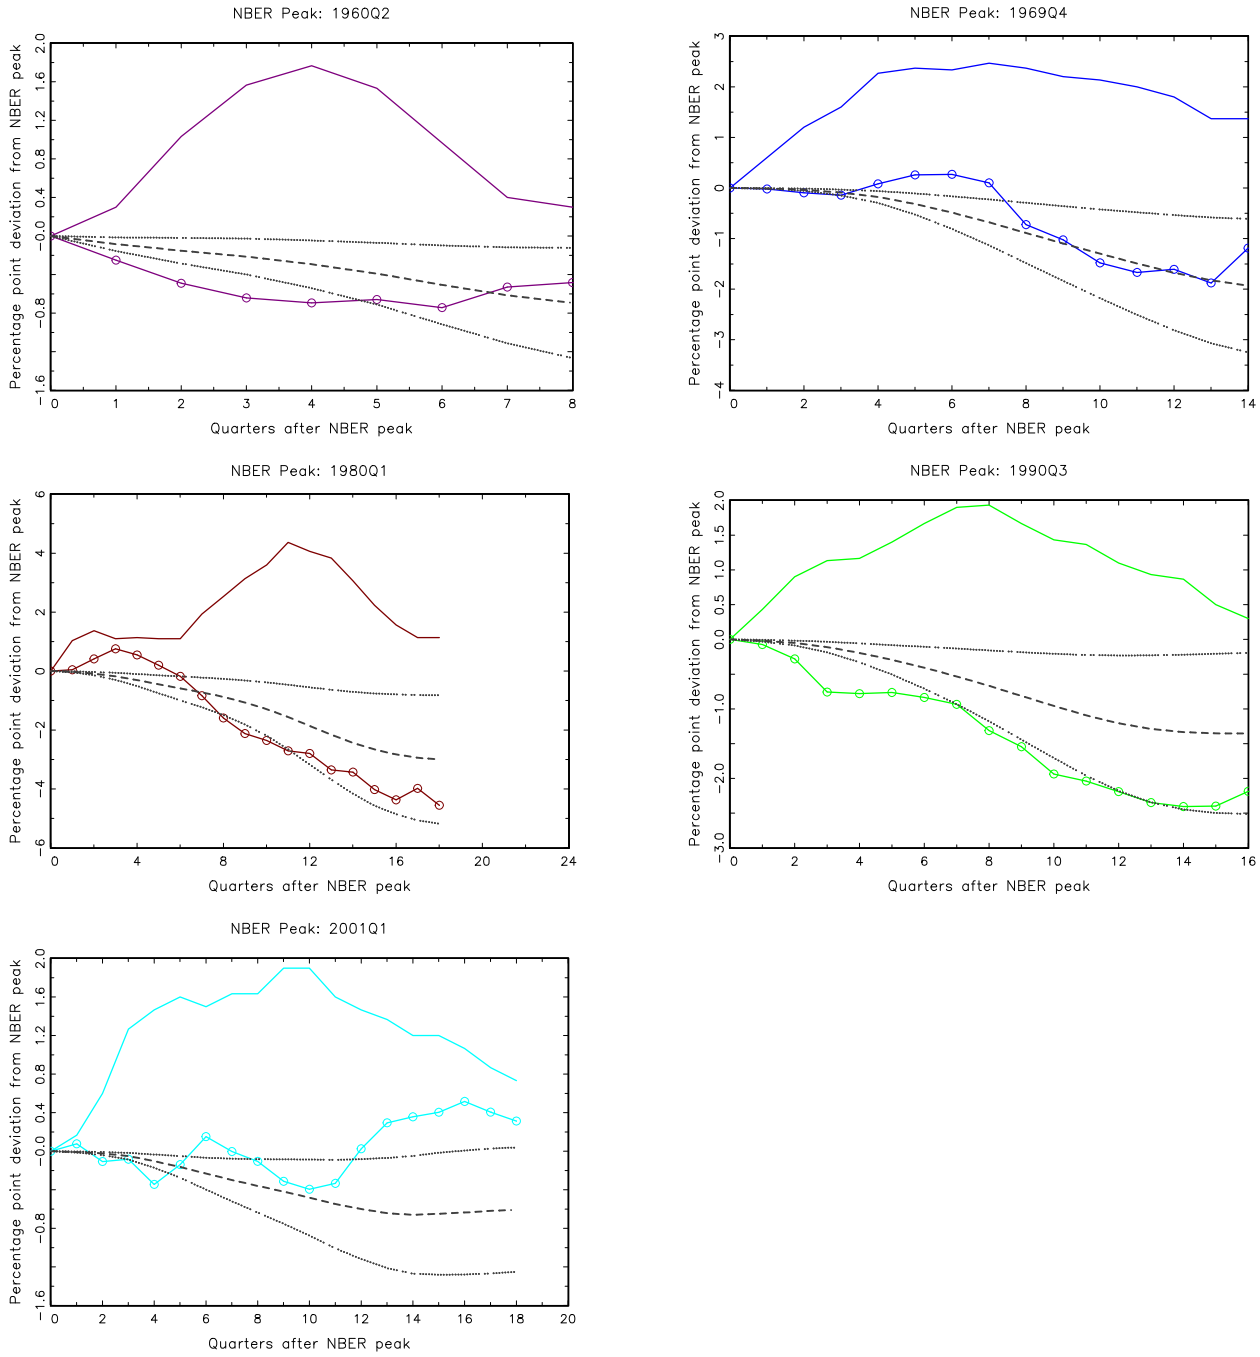 NBER Peak: 1960Q2
Percentage point deviation from NBER peak
2.0
1.6
1.2
0.8
0.4
-0.0
-0.8
-1.6
0 1 2 3 4 5 6 7 8
Quarters after NBER peak
NBER Peak: 1969Q4
Percentage point deviation from NBER peak
3
2
1
0
-1
-2
-3
-4
0 2 4 6 8 10 12 14
Quarters after NBER peak
NBER Peak: 1980Q1
Percentage point deviation from NBER peak
6
4
2
0
-2
-4
-6
0 4 8 12 16 20 24
Quarters after NBER peak
NBER Peak: 1990Q3
Percentage point deviation from NBER peak
2.0
1.5
1.0
0.5
0.0
-1.0
-2.0
-3.0
0 2 4 6 8 10 12 14 16
Quarters after NBER peak
NBER Peak: 2001Q1
Percentage point deviation from NBER peak
2.0
1.6
1.2
0.8
0.4
-0.0
-0.8
-1.6
0 2 4 6 8 10 12 14 16 18 20
Quarters after NBER peak